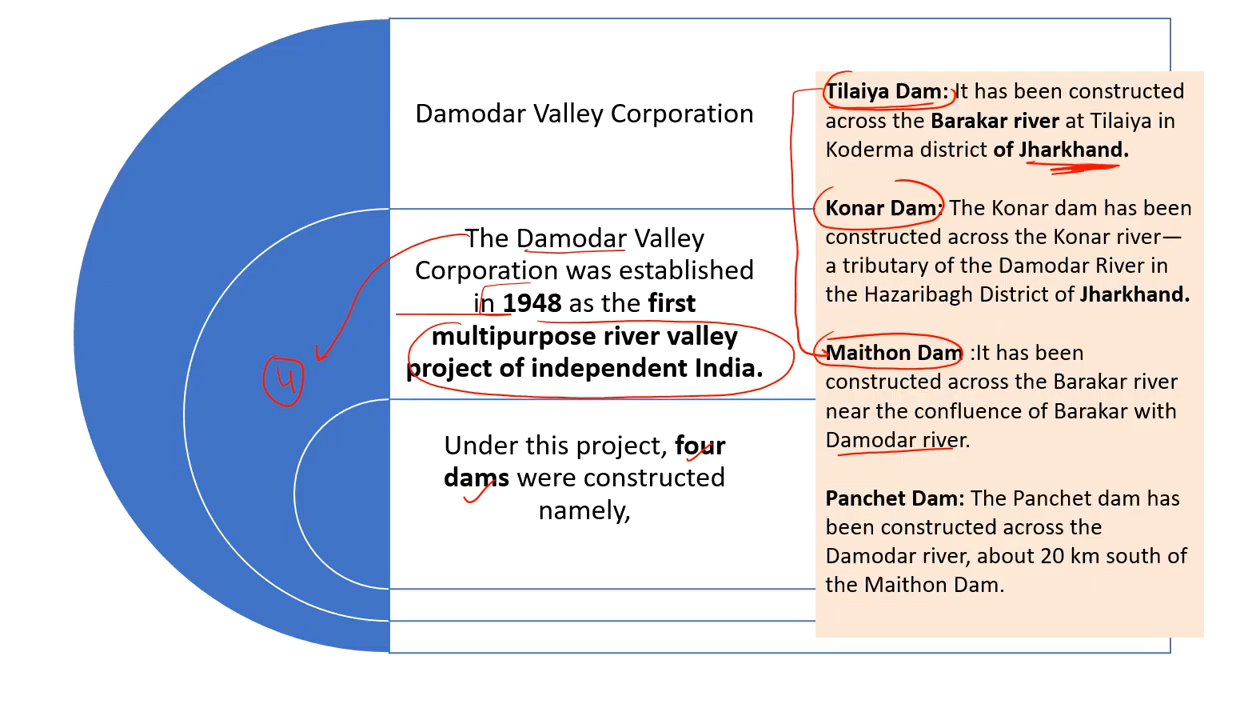 Damodar Valley Corporation
The Damodar Valley
Corporation was established
in 1948 as the first
multipurpose river valley
project of independent India.
4
Under this project, four
dams were constructed
namely,
Tilaiya Dam: It has been constructed
across the Barakar river at Tilaiya in
Koderma district of Jharkhand.
Konar Dam: The Konar dam has been
constructed across the Konar river—
a tributary of the Damodar River in
the Hazaribagh District of Jharkhand.
Maithon Dam :It has been
constructed across the Barakar river
near the confluence of Barakar with
Damodar river.
Panchet Dam: The Panchet dam has
been constructed across the
Damodar river, about 20 km south of
the Maithon Dam.